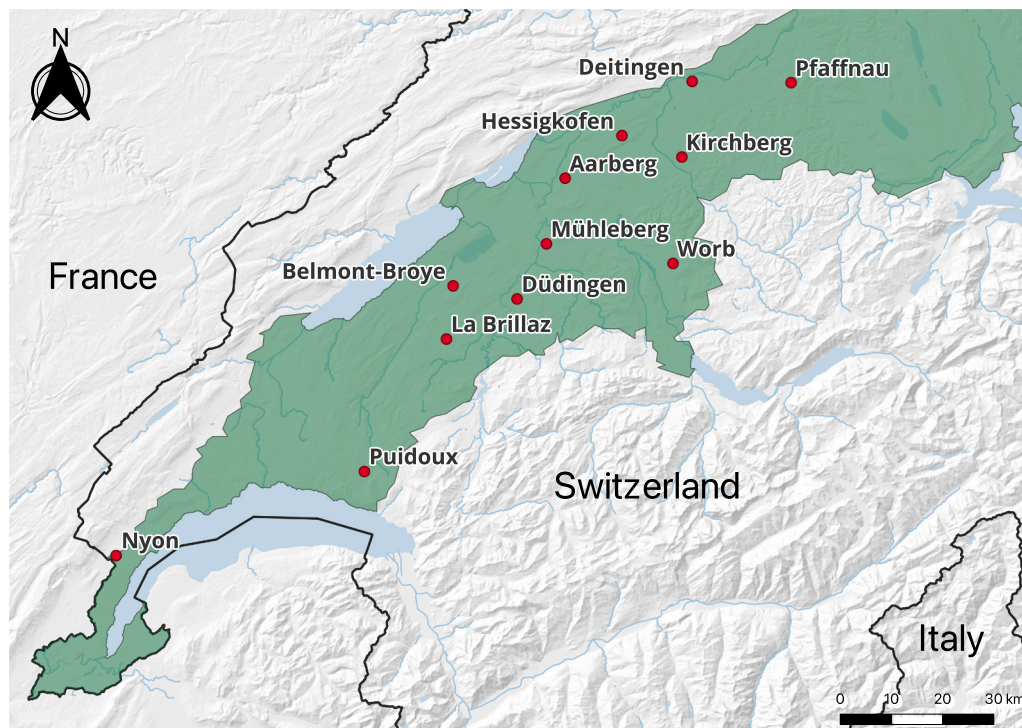 N
Deitingen
Pfaffnau
Hessigkofen
Kirchberg
Aarberg
Mühleberg
Worb
France
Belmont-Broye
Düdingen
La Brillaz
Puidoux
Switzerland
Nyon
Italy
0 10 20 30 km